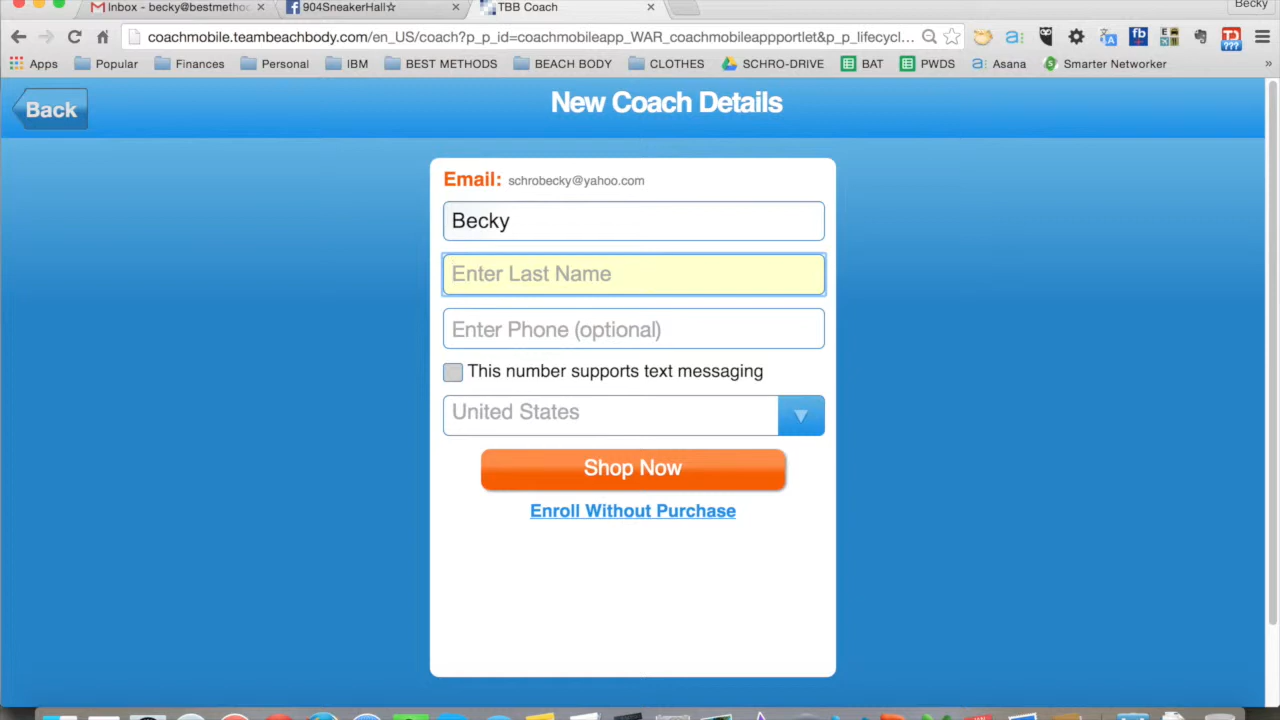 Inbox - becky@bestmetho
904SneakerHall☆
TBB Coach
Becky
coachmobile.teambeachbody.com/en_US/coach?p_p_id=coachmobileapp_WAR_coachmobileappportlet&p_p_lifecycl...
Apps Popular Finances Personal IBM BEST METHODS BEACH BODY CLOTHES SCHRO-DRIVE BAT PWDS Asana Smarter Networker »
Back
New Coach Details
Email: schrobecky@yahoo.com
Becky
Enter Last Name
Enter Phone (optional)
This number supports text messaging
United States
Shop Now
Enroll Without Purchase